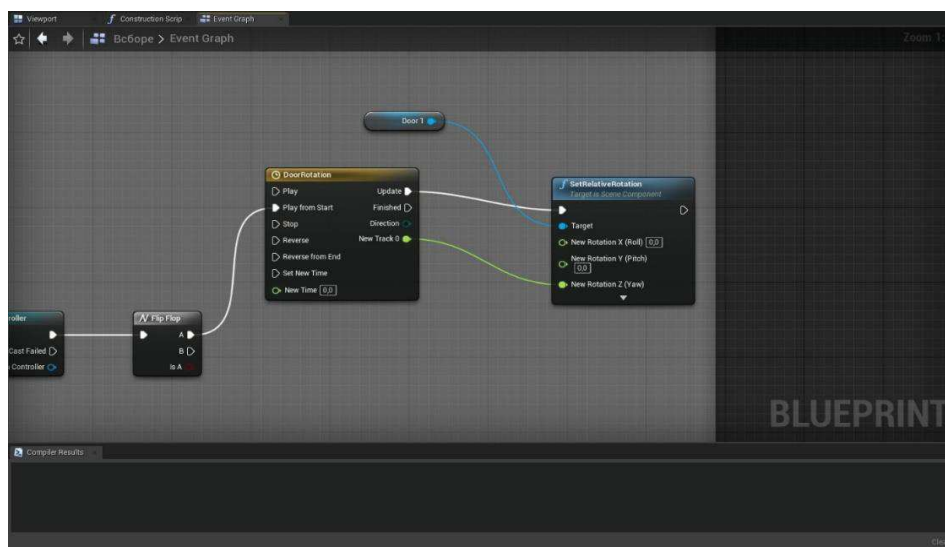 Viewport
Construction Scrip
Event Graph
Всборе > Event Graph
Zoom 1:
Door 1
DoorRotation
Play
Update
Play from Start
Finished
Stop
Direction
Reverse
New Track 0
Reverse from End
Set New Time
New Time 0,0
SetRelativeRotation
Target is Scene Component
Target
New Rotation X (Roll) 0,0
New Rotation Y (Pitch)
0,0
New Rotation Z (Yaw)
roller
Cast Failed
Controller
Flip Flop
A
B
Is A
BLUEPRINT
Compiler Results
Clea